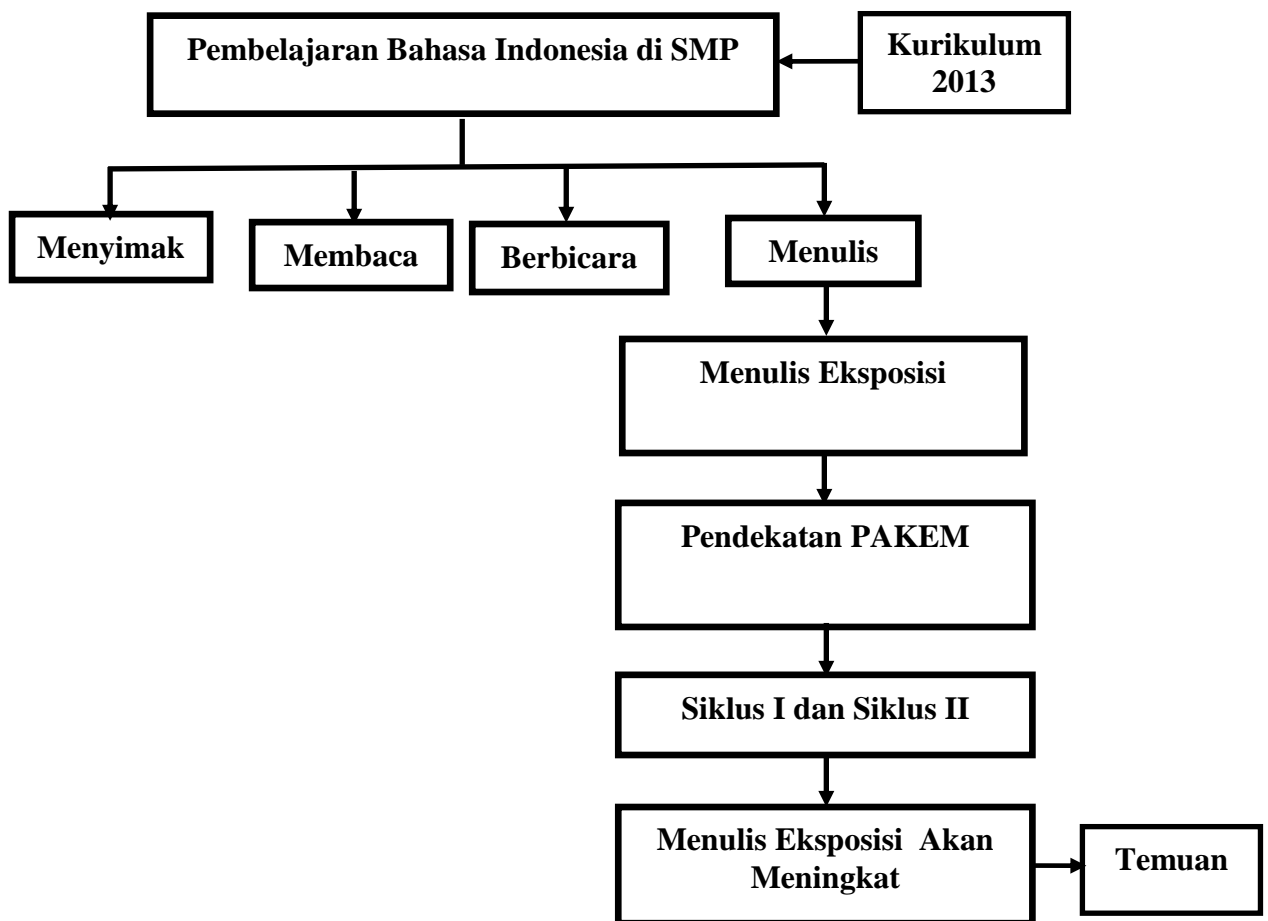 Pembelajaran Bahasa Indonesia di SMP
Kurikulum
2013
Menyimak
Membaca
Berbicara
Menulis
Menulis Eksposisi
Pendekatan PAKEM
Siklus I dan Siklus II
Menulis Eksposisi Akan
Meningkat
Temuan